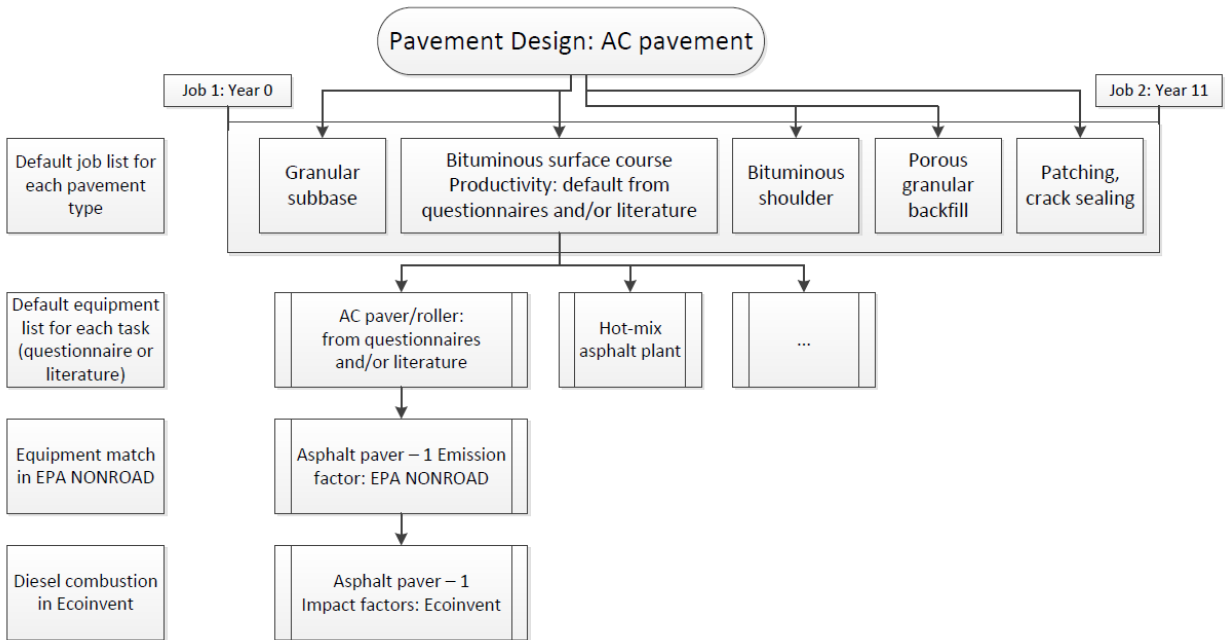 Pavement Design: AC pavement
Job 1: Year 0
Job 2: Year 11
Default job list for
each pavement
type
Granular
subbase
Bituminous surface course
Productivity: default from
questionnaires and/or literature
Bituminous
shoulder
Porous
granular
backfill
Patching,
crack sealing
Default equipment
list for each task
(questionnaire or
literature)
AC paver/roller:
from questionnaires
and/or literature
Hot-mix
asphalt plant
...
Equipment match
in EPA NONROAD
Asphalt paver – 1 Emission
factor: EPA NONROAD
Diesel combustion
in Ecoinvent
Asphalt paver – 1
Impact factors: Ecoinvent